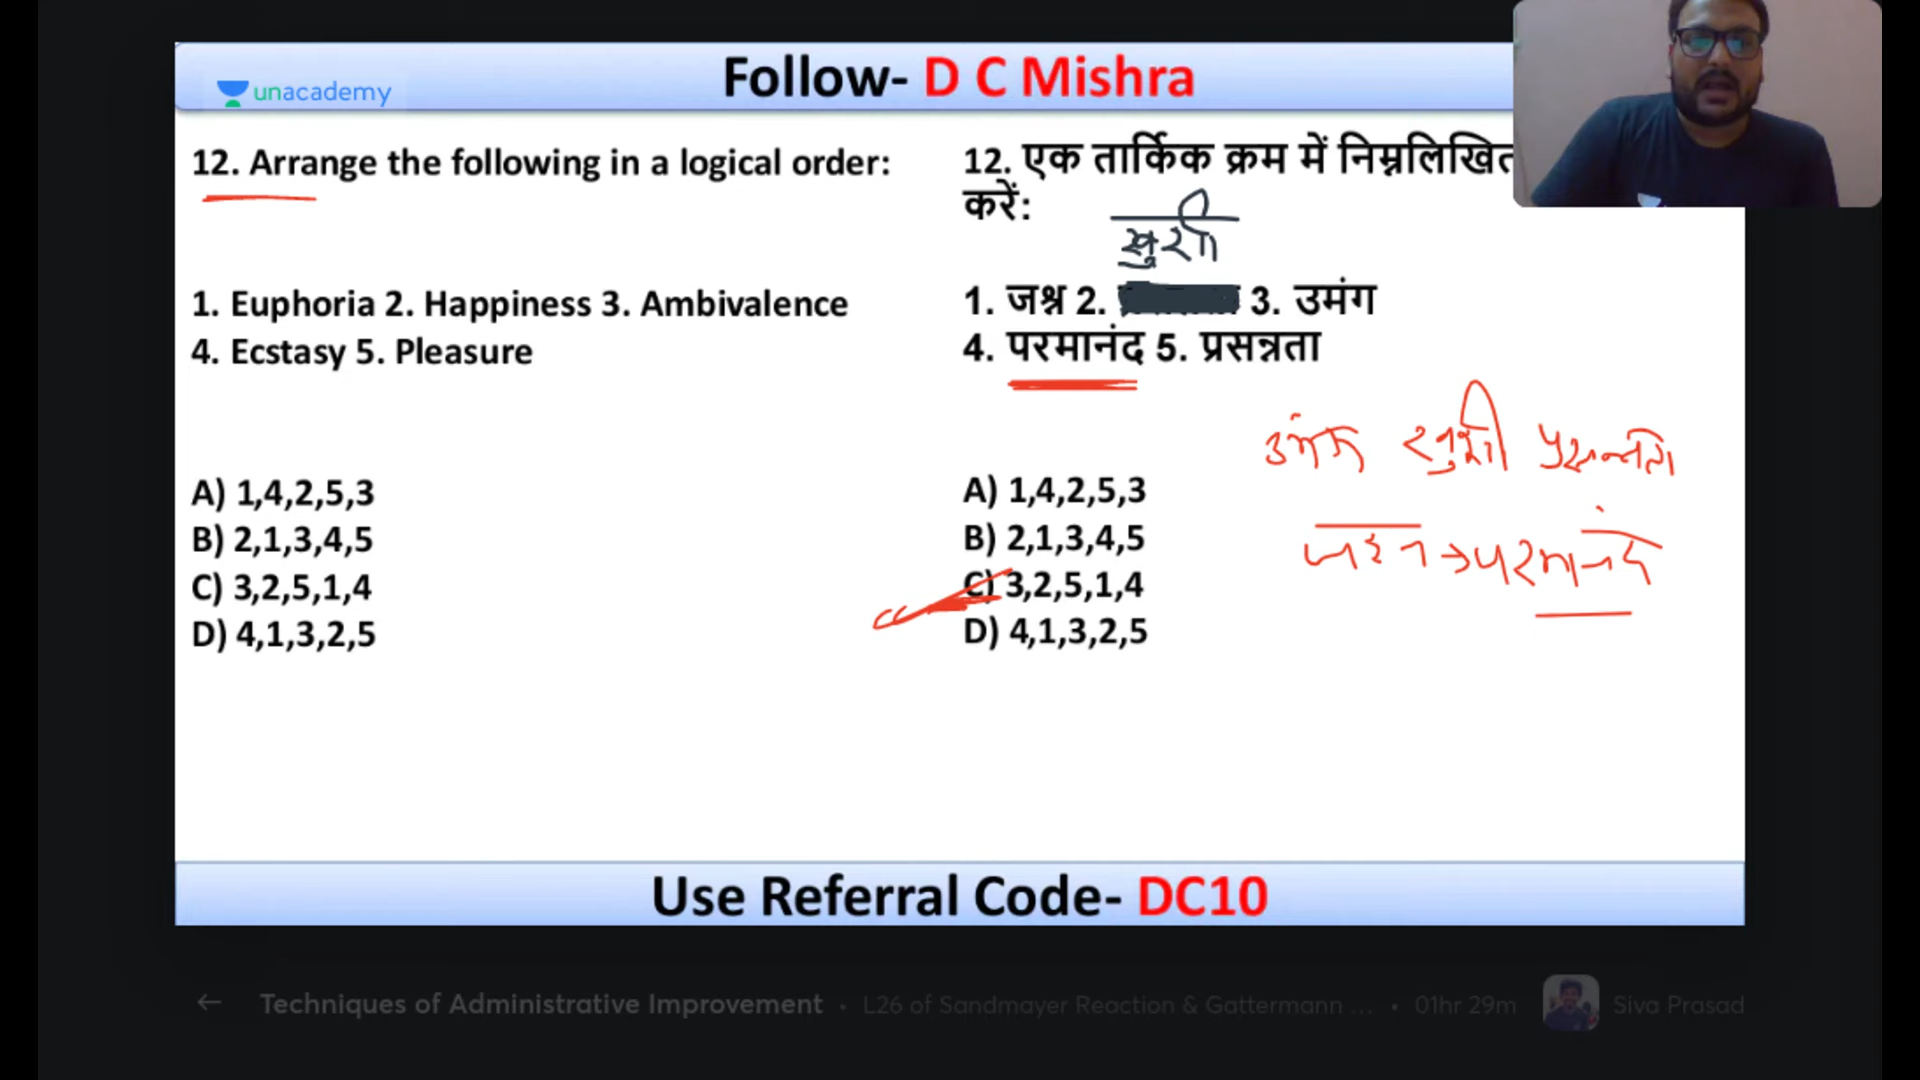 Follow- D C Mishra
unacademy
12. Arrange the following in a logical order:
1. Euphoria 2. Happiness 3. Ambivalence
4. Ecstasy 5. Pleasure
A) 1,4,2,5,3
B) 2,1,3,4,5
C) 3,2,5,1,4
D) 4,1,3,2,5
12. एक तार्किक क्रम में निम्नलिखित
करें:
खुशी
1. जश्न 2. 3. उमंग
4. परमानंद 5. प्रसन्नता
A) 1,4,2,5,3
B) 2,1,3,4,5
C) 3,2,5,1,4
D) 4,1,3,2,5
उमंग खुशी प्रसन्नता
जश्न → परमानंद
Use Referral Code- DC10
Techniques of Administrative Improvement • L26 of Sandmayer Reaction & Gattermann ... • 01hr 29m Siva Prasad